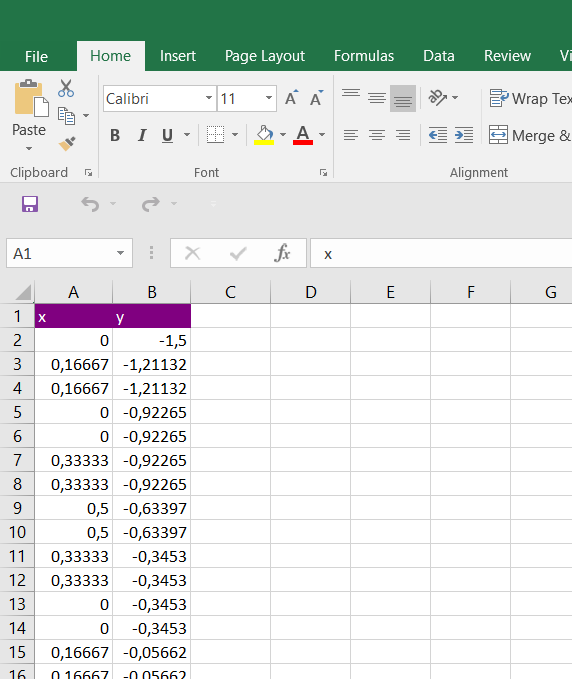 File Home Insert Page Layout Formulas Data Review Vi
Calibri 11 A A Wrap Tex
Paste B I U A Merge &
Clipboard Font Alignment
A1 fx x
A B C D E F G
1 x y
2 0 -1,5
3 0,16667 -1,21132
4 0,16667 -1,21132
5 0 -0,92265
6 0 -0,92265
7 0,33333 -0,92265
8 0,33333 -0,92265
9 0,5 -0,63397
10 0,5 -0,63397
11 0,33333 -0,3453
12 0,33333 -0,3453
13 0 -0,3453
14 0 -0,3453
15 0,16667 -0,05662
16 0,16667 -0,05662